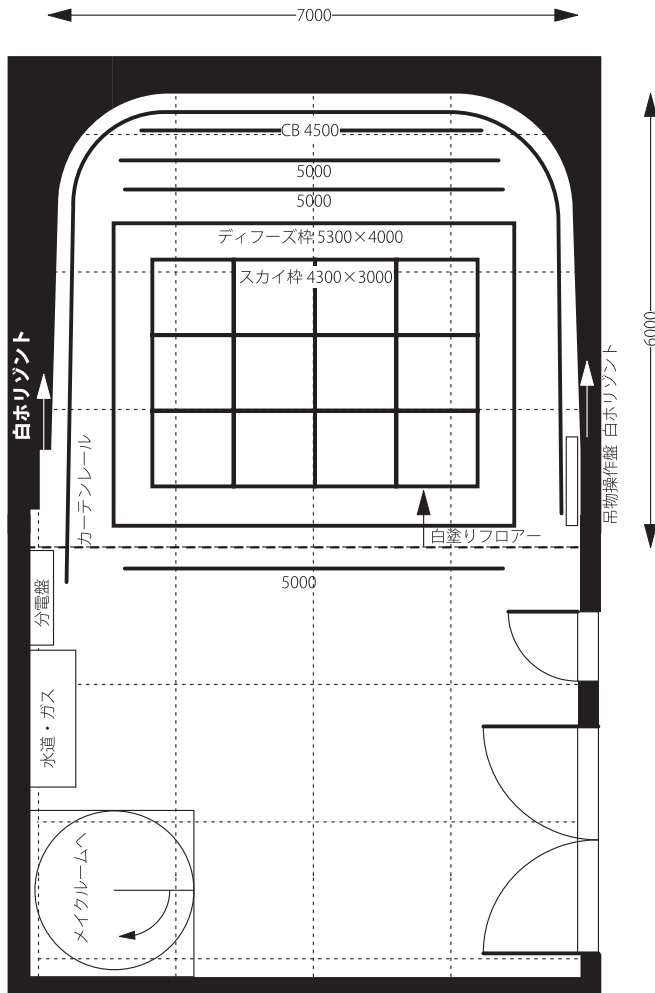 7000
CB 4500
5000
5000
ディフーズ枠 5300×4000
スカイ枠 4300×3000
6000
白ホリゾント
吊物操作盤 白ホリゾント
カーテンレール
白塗りフロアー
5000
分電盤
水道・ガス
メイクルームへ